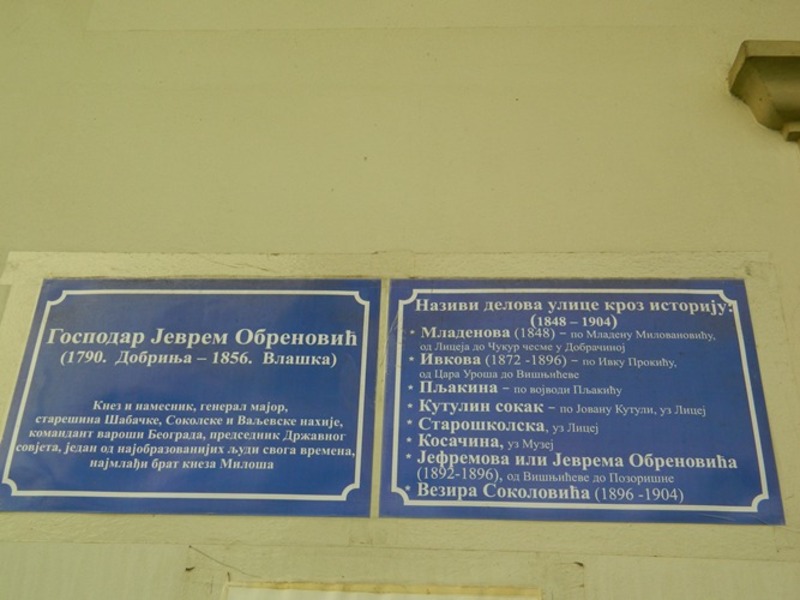 Господар Јеврем Обреновић
(1790. Добриња – 1856. Влашка)
Кнез и намесник, генерал мајор,
старешина Шабачке, Соколске и Ваљевске нахије,
командант вароши Београда, председник Државног
совјета, један од најобразованијих људи свога времена,
најмлађи брат кнеза Милоша
Називи делова улице кроз историју:
(1848 – 1904)
* Младенова (1848) – по Младену Миловановићу,
од Лицеја до Чукур чесме у Добрачиној
* Ивкова (1872 -1896) – по Ивку Прокићу,
од Цара Уроша до Вишњићеве
* Пљакина – по војводи Пљакићу
* Кутулин сокак – по Јовану Кутули, уз Лицеј
* Старошколска, уз Лицеј
* Косачина, уз Музеј
* Јефремова или Јеврема Обреновића
(1892-1896), од Вишњићеве до Позоришне
* Везира Соколовића (1896 -1904)